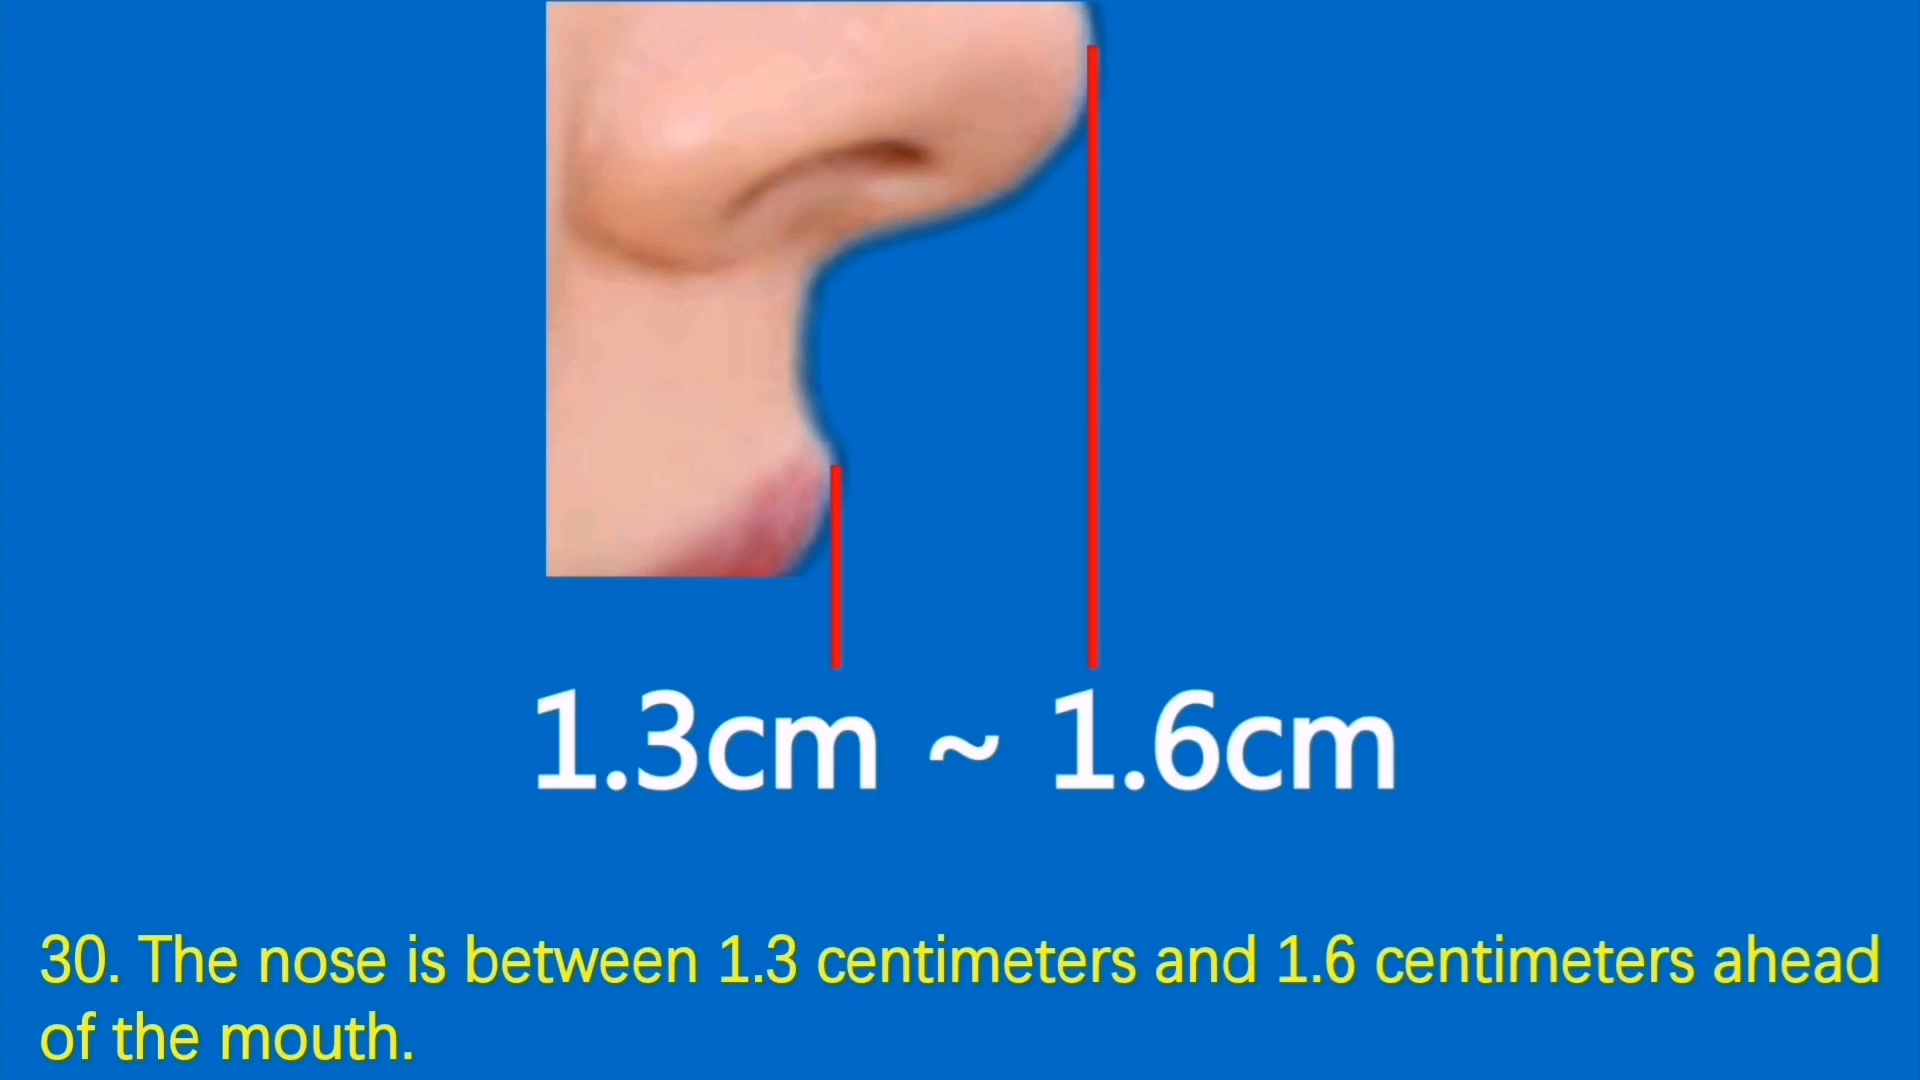 1.3cm ~ 1.6cm
30. The nose is between 1.3 centimeters and 1.6 centimeters ahead
of the mouth.